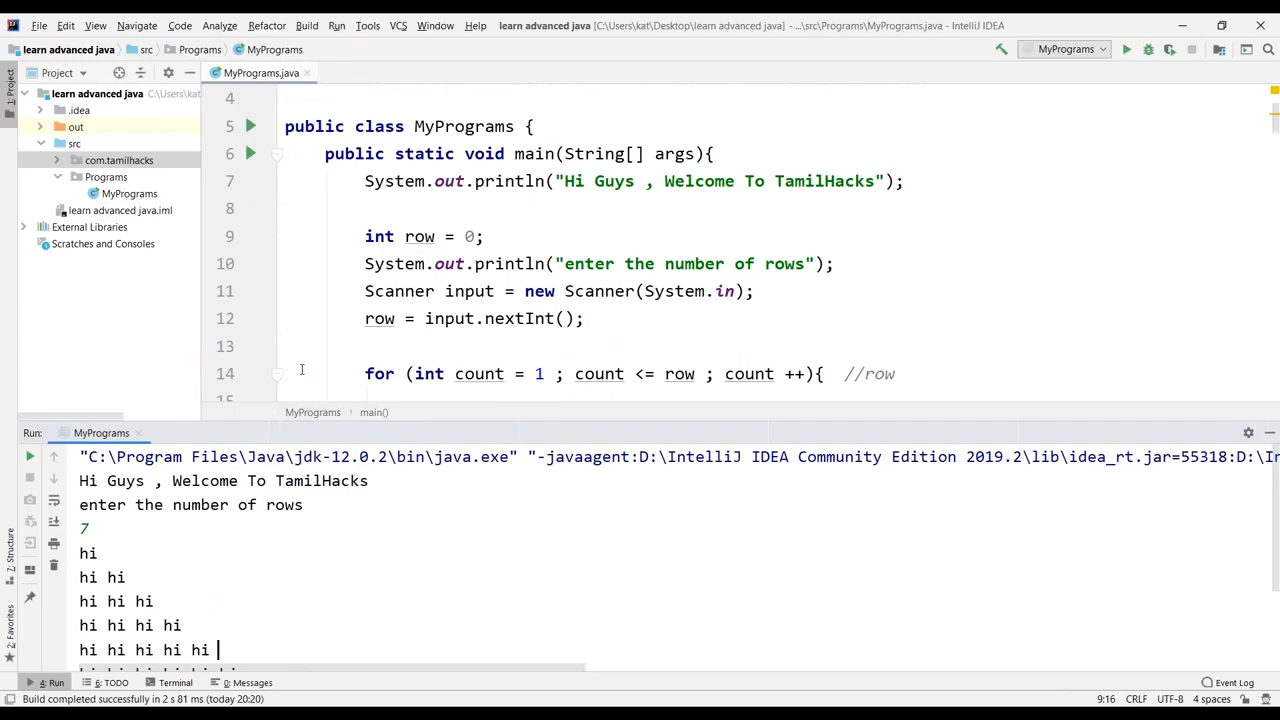 File Edit View Navigate Code Analyze Refactor Build Run Tools VCS Window Help learn advanced java [C:\Users\kat\Desktop\learn advanced java] - ...\src\Programs\MyPrograms.java - IntelliJ IDEA
learn advanced java src Programs MyPrograms MyPrograms
1: Project
Project MyPrograms.java
learn advanced java C:\Users\k
.idea
out
src
com.tamilhacks
Programs
MyPrograms
learn advanced java.iml
External Libraries
Scratches and Consoles
4
5 public class MyPrograms {
6 public static void main(String[] args){
7 System.out.println("Hi Guys , Welcome To TamilHacks");
8
9 int row = 0;
10 System.out.println("enter the number of rows");
11 Scanner input = new Scanner(System.in);
12 row = input.nextInt();
13
14 for (int count = 1 ; count <= row ; count ++){ //row
15
MyPrograms main()
Run: MyPrograms
"C:\Program Files\Java\jdk-12.0.2\bin\java.exe" "-javaagent:D:\IntelliJ IDEA Community Edition 2019.2\lib\idea_rt.jar=55318:D:\In
Hi Guys , Welcome To TamilHacks
enter the number of rows
7
hi
hi hi
hi hi hi
hi hi hi hi
hi hi hi hi hi
7: Structure
2: Favorites
4: Run 6: TODO Terminal 0: Messages Event Log
Build completed successfully in 2 s 81 ms (today 20:20) 9:16 CRLF UTF-8 4 spaces